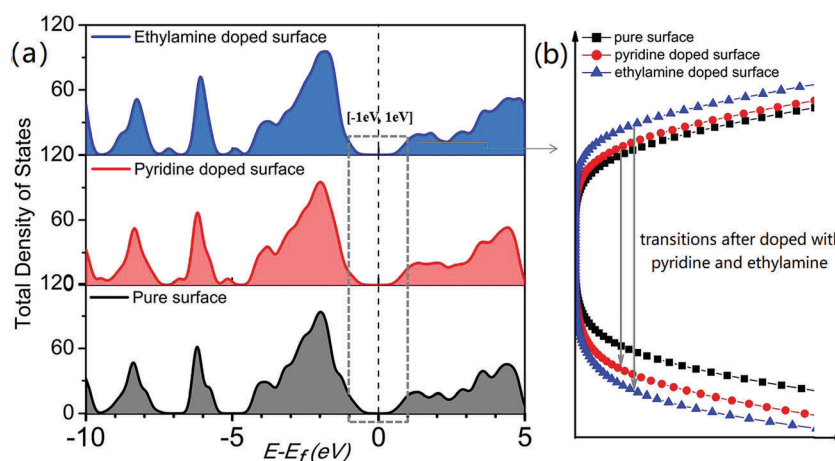 (a)
Total Density of States
120
60
120
60
120
60
0
Ethylamine doped surface
[-1eV, 1eV]
Pyridine doped surface
Pure surface
-10
-5
0
5
E-Ef(eV)
(b)
pure surface
pyridine doped surface
ethylamine doped surface
transitions after doped with
pyridine and ethylamine